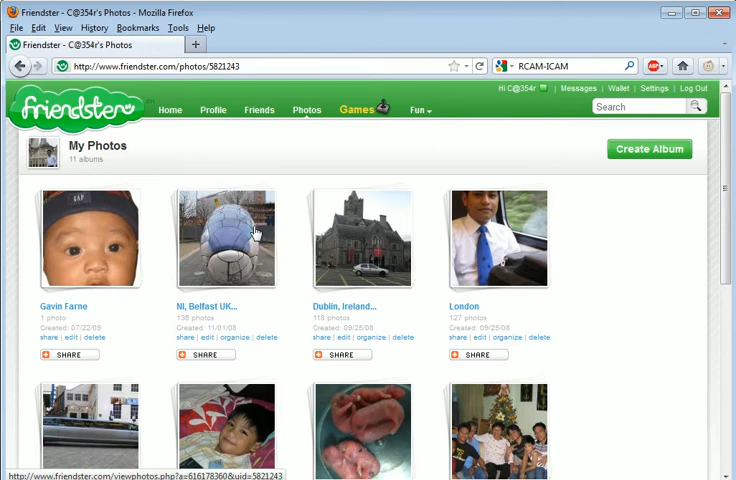 Friendster - C@354r's Photos - Mozilla Firefox
File Edit View History Bookmarks Tools Help
Friendster - C@354r's Photos
http://www.friendster.com/photos/5821243
RCAM-ICAM
ABP
Hi C@354r | Messages | Wallet | Settings | Log Out
friendster
Home Profile Friends Photos Games Fun
Search
My Photos
11 albums
Create Album
GAP
Gavin Farne
1 photo
Created: 07/22/09
share | edit | delete
SHARE
NI, Belfast UK...
138 photos
Created: 11/01/08
share | edit | organize | delete
SHARE
Dublin, Ireland...
118 photos
Created: 09/25/08
share | edit | organize | delete
SHARE
London
127 photos
Created: 09/25/08
share | edit | organize | delete
SHARE
http://www.friendster.com/viewphotos.php?a=616178360&uid=5821243